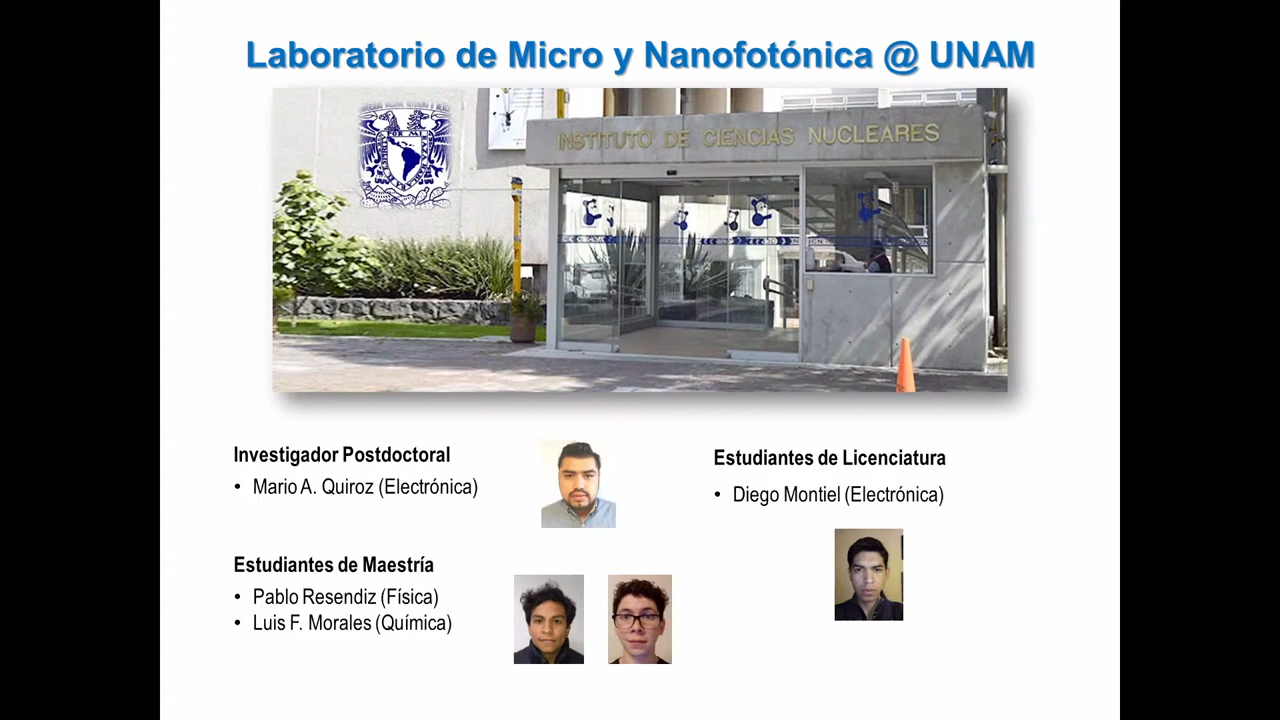 Laboratorio de Micro y Nanofotónica @ UNAM
INSTITUTO DE CIENCIAS NUCLEARES
Investigador Postdoctoral
• Mario A. Quiroz (Electrónica)
Estudiantes de Maestría
• Pablo Resendiz (Física)
• Luis F. Morales (Química)
Estudiantes de Licenciatura
• Diego Montiel (Electrónica)